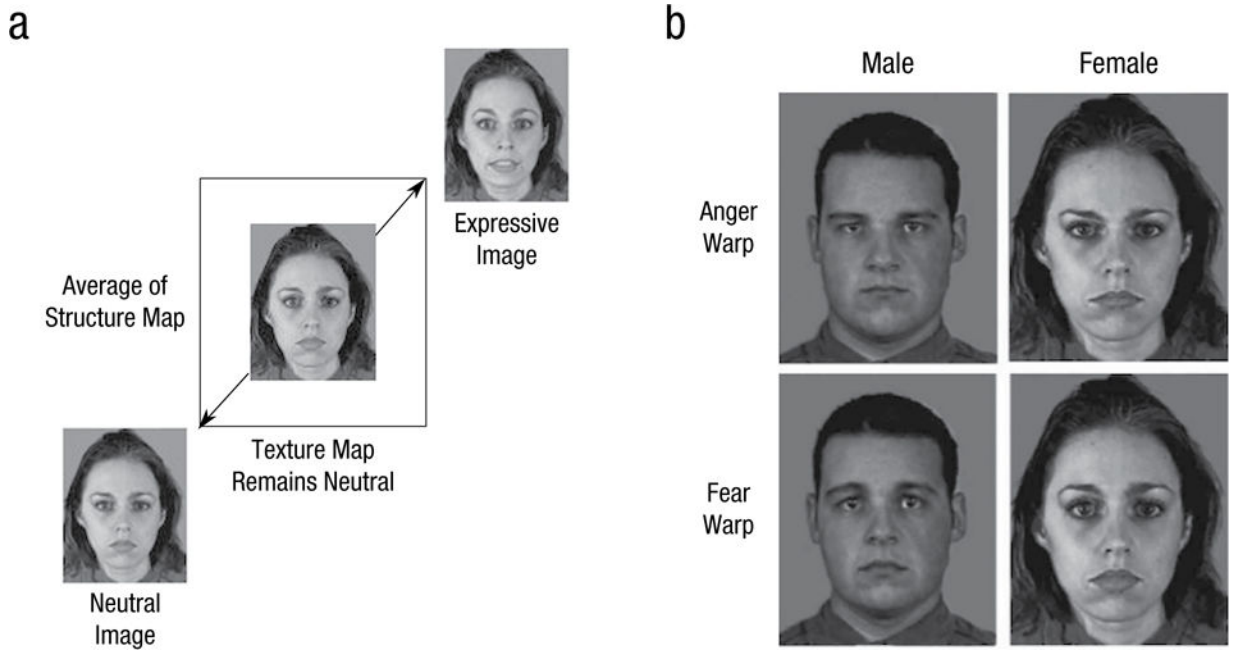 a
Expressive
Image
Average of
Structure Map
Texture Map
Remains Neutral
Neutral
Image
b
Male
Female
Anger
Warp
Fear
Warp